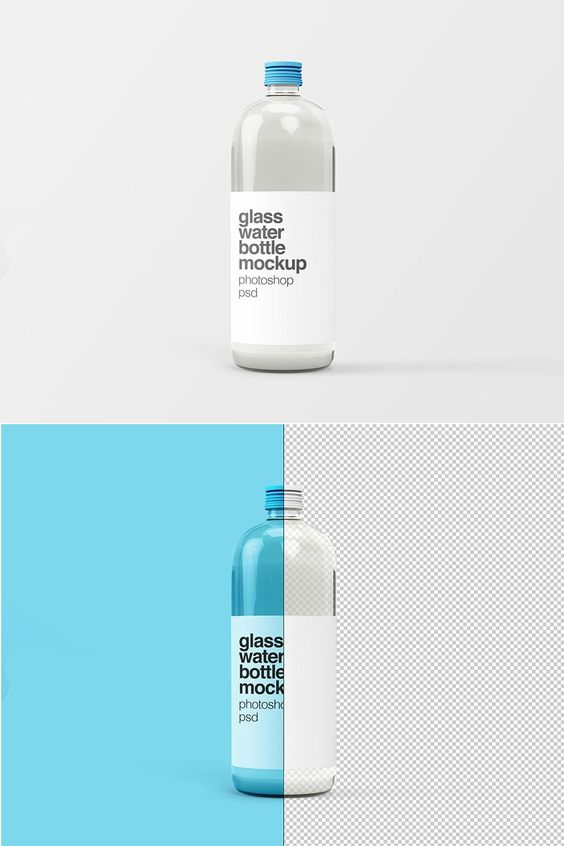 glass
water
bottle
mockup
photoshop
psd
glass
water
bottle
mock
photosho
psd